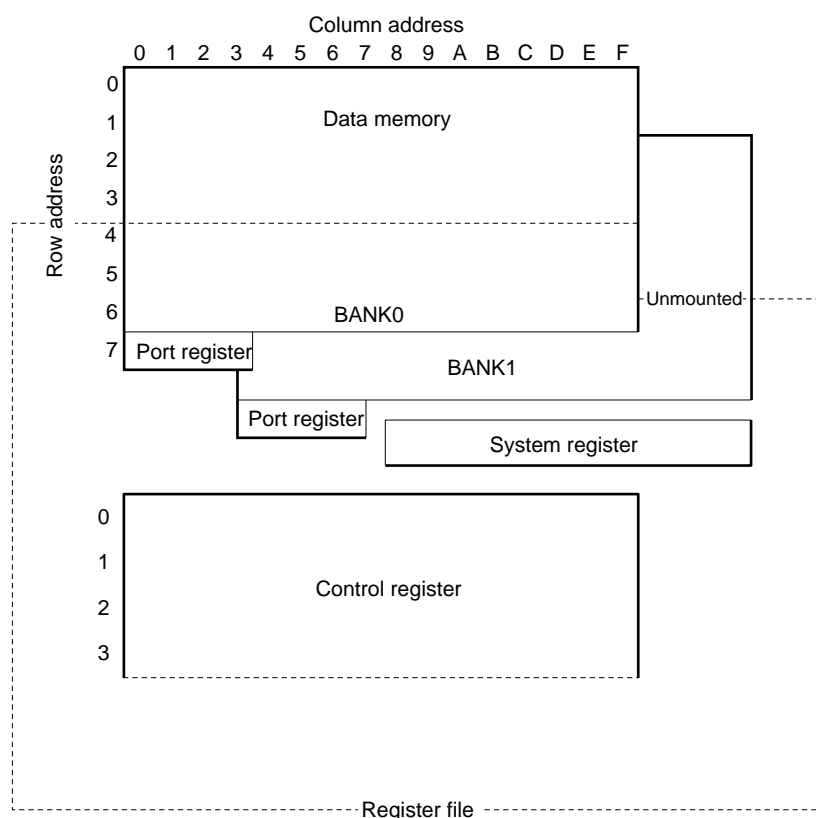 Column address
0 1 2 3 4 5 6 7 8 9 A B C D E F
0
1
2
3
4
5
6
7
Row address
Data memory
Unmounted
BANK0
Port register
BANK1
Port register
System register
0
1
2
3
Control register
Register file